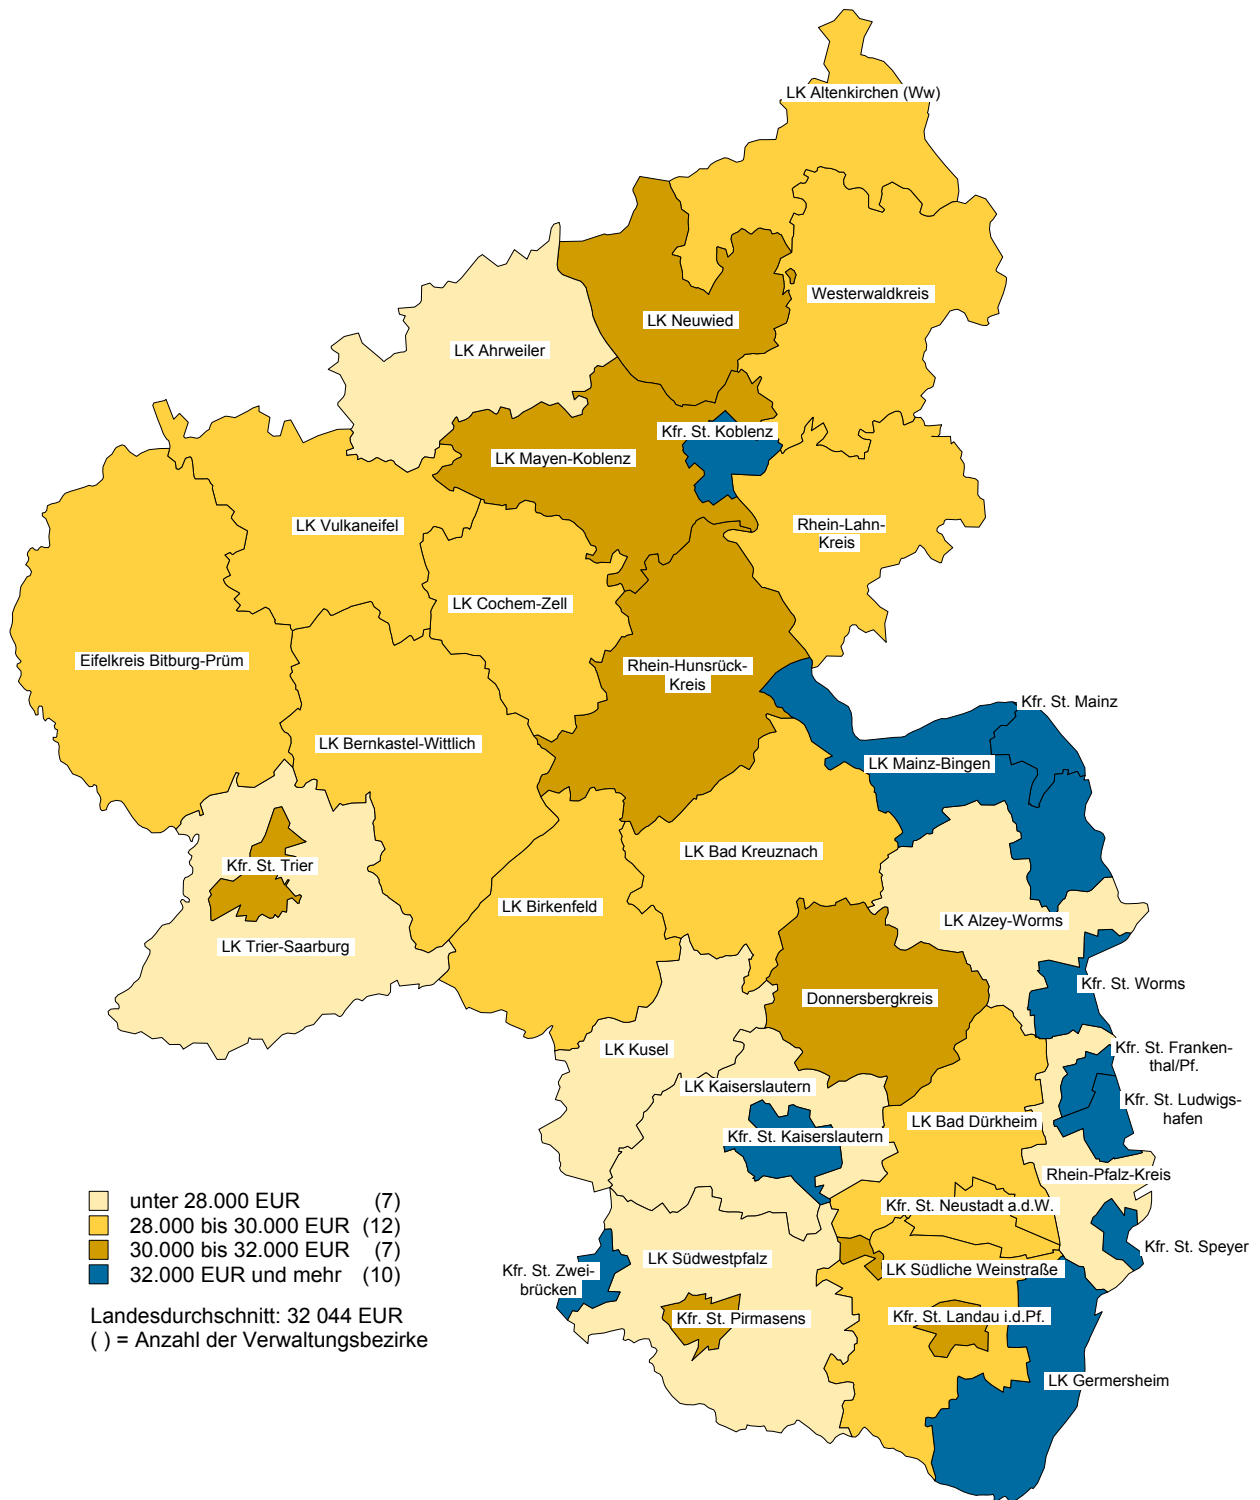 LK Altenkirchen (Ww)
Westerwaldkreis
LK Neuwied
LK Ahrweiler
Kfr. St. Koblenz
LK Mayen-Koblenz
LK Vulkaneifel
Rhein-Lahn-
Kreis
LK Cochem-Zell
Eifelkreis Bitburg-Prüm
Rhein-Hunsrück-
Kreis
Kfr. St. Mainz
LK Bernkastel-Wittlich
LK Mainz-Bingen
LK Bad Kreuznach
Kfr. St. Trier
LK Birkenfeld
LK Alzey-Worms
LK Trier-Saarburg
Kfr. St. Worms
Donnersbergkreis
LK Kusel
Kfr. St. Franken-
thal/Pf.
LK Kaiserslautern
Kfr. St. Ludwigs-
hafen
LK Bad Dürkheim
Kfr. St. Kaiserslautern
Rhein-Pfalz-Kreis
Kfr. St. Neustadt a.d.W.
Kfr. St. Speyer
LK Südwestpfalz
Kfr. St. Zwei-
brücken
LK Südliche Weinstraße
Kfr. St. Pirmasens
Kfr. St. Landau i.d.Pf.
LK Germersheim
unter 28.000 EUR (7)
28.000 bis 30.000 EUR (12)
30.000 bis 32.000 EUR (7)
32.000 EUR und mehr (10)
Landesdurchschnitt: 32 044 EUR
( ) = Anzahl der Verwaltungsbezirke